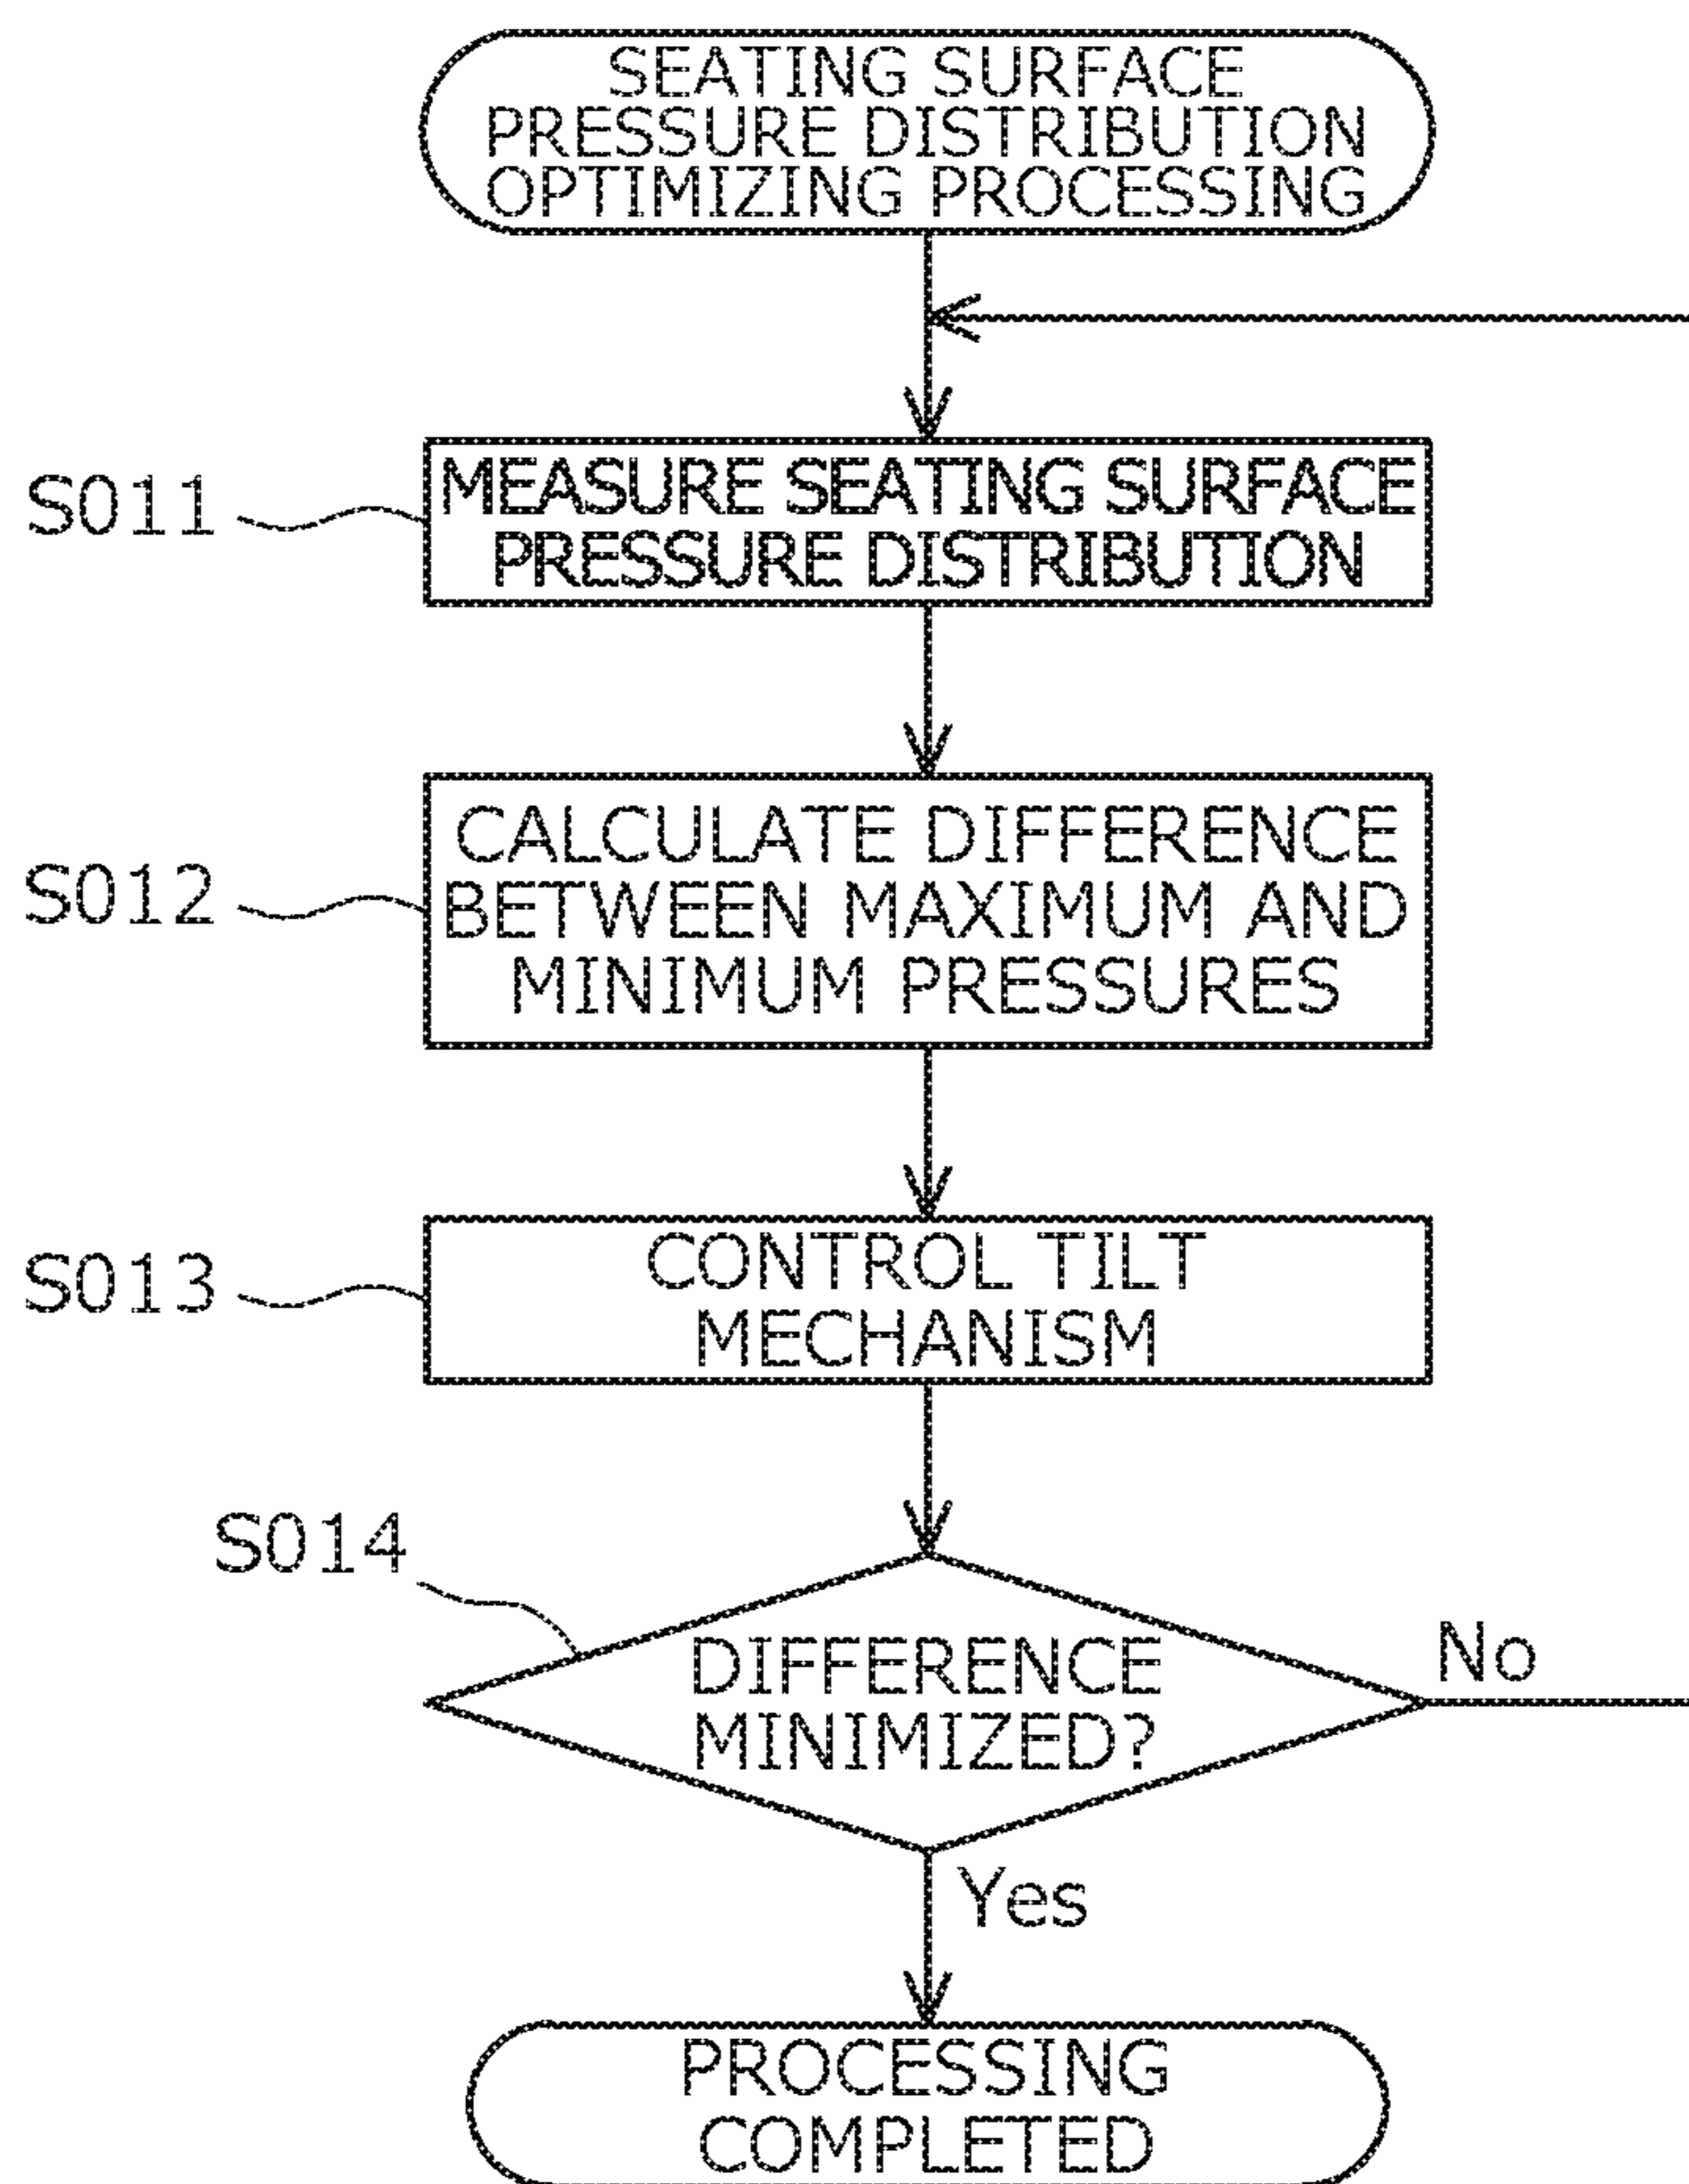 SEATING SURFACE
PRESSURE DISTRIBUTION
OPTIMIZING PROCESSING
S011
MEASURE SEATING SURFACE
PRESSURE DISTRIBUTION
S012
CALCULATE DIFFERENCE
BETWEEN MAXIMUM AND
MINIMUM PRESSURES
S013
CONTROL TILT
MECHANISM
S014
DIFFERENCE
MINIMIZED?
No
Yes
PROCESSING
COMPLETED